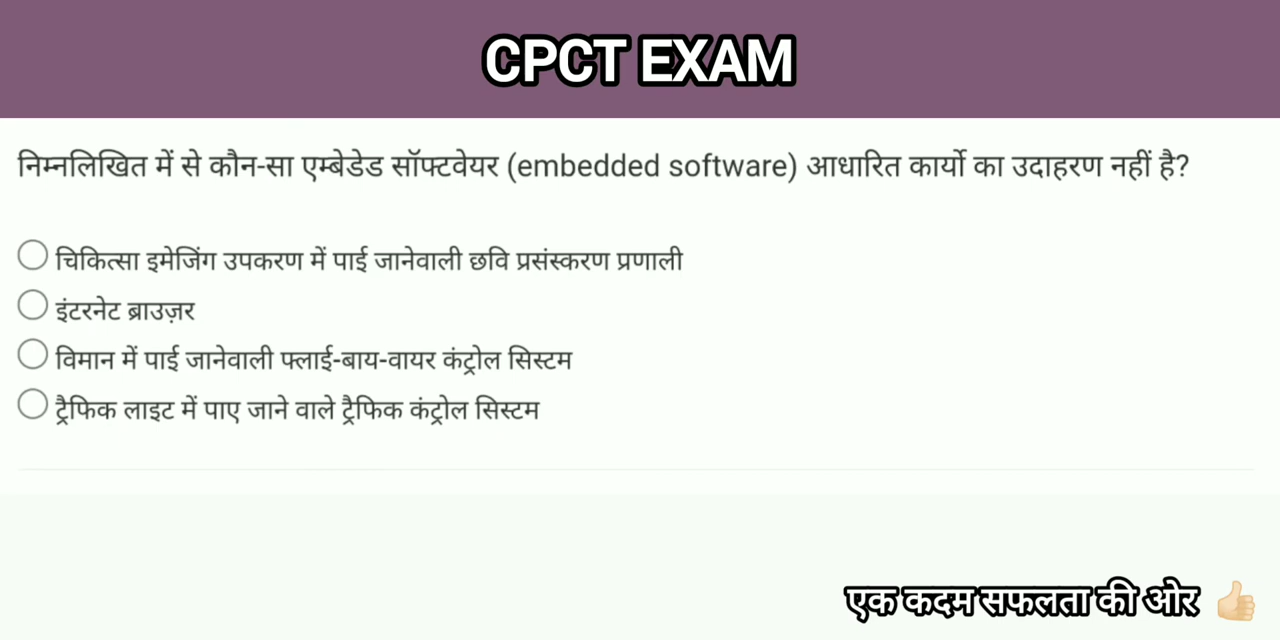 CPCT EXAM
निम्नलिखित में से कौन-सा एम्बेडेड सॉफ्टवेयर (embedded software) आधारित कार्यो का उदाहरण नहीं है?
चिकित्सा इमेजिंग उपकरण में पाई जानेवाली छवि प्रसंस्करण प्रणाली
इंटरनेट ब्राउज़र
विमान में पाई जानेवाली फ्लाई-बाय-वायर कंट्रोल सिस्टम
ट्रैफिक लाइट में पाए जाने वाले ट्रैफिक कंट्रोल सिस्टम
एक कदम सफलता की ओर 👍🏻